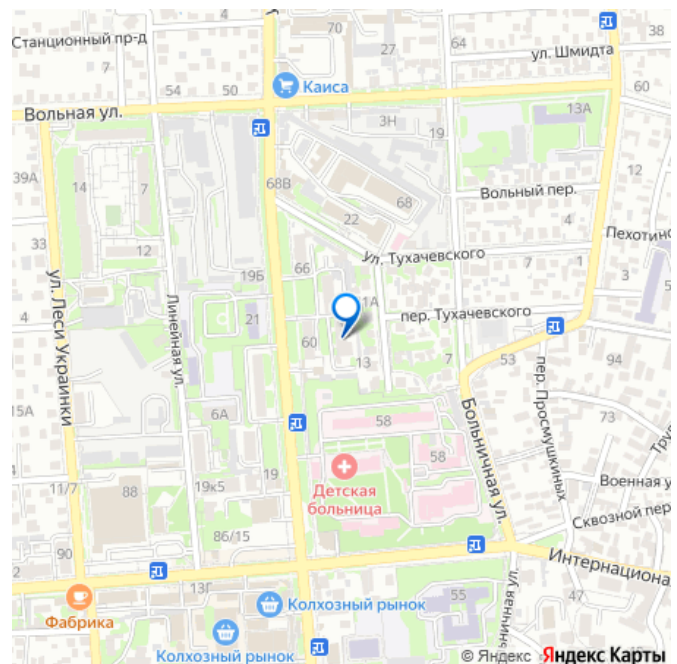 70
64
38
Станционный пр-д
27
ул. Шмидта
7
54
50
Каиса
60
Вольная ул.
13А
3Н
19
39А
14
7
68В
68
Вольный пер.
22
4
33
12
Пехотинс
ул. Тухачевского
66
19Б
7
1
3
5
4
Линейная ул.
1А
пер. Тухачевского
21
60
ул. Леси Украинки
13
7
53
94
15А
6А
58
пер. Просмушкиных
73
58
Больничная ул.
Тру
11/7
88
19к5
19
Детская
больница
Военная у
Сквозной пер
86/15
90
Интернациона
13Г
Фабрика
Колхозный рынок
55
47
Колхозный рынок
© Яндекс
Яндекс Карты